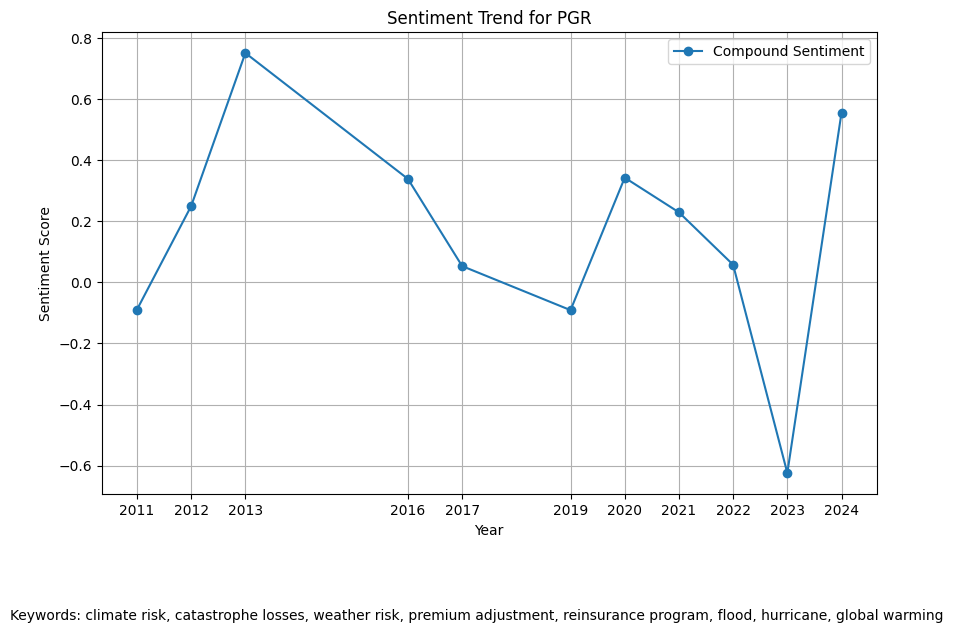 Sentiment Trend for PGR
Compound Sentiment
Sentiment Score
0.8
0.6
0.4
0.2
0.0
−0.2
−0.4
−0.6
2011 2012 2013 2016 2017 2019 2020 2021 2022 2023 2024
Year
Keywords: climate risk, catastrophe losses, weather risk, premium adjustment, reinsurance program, flood, hurricane, global warming